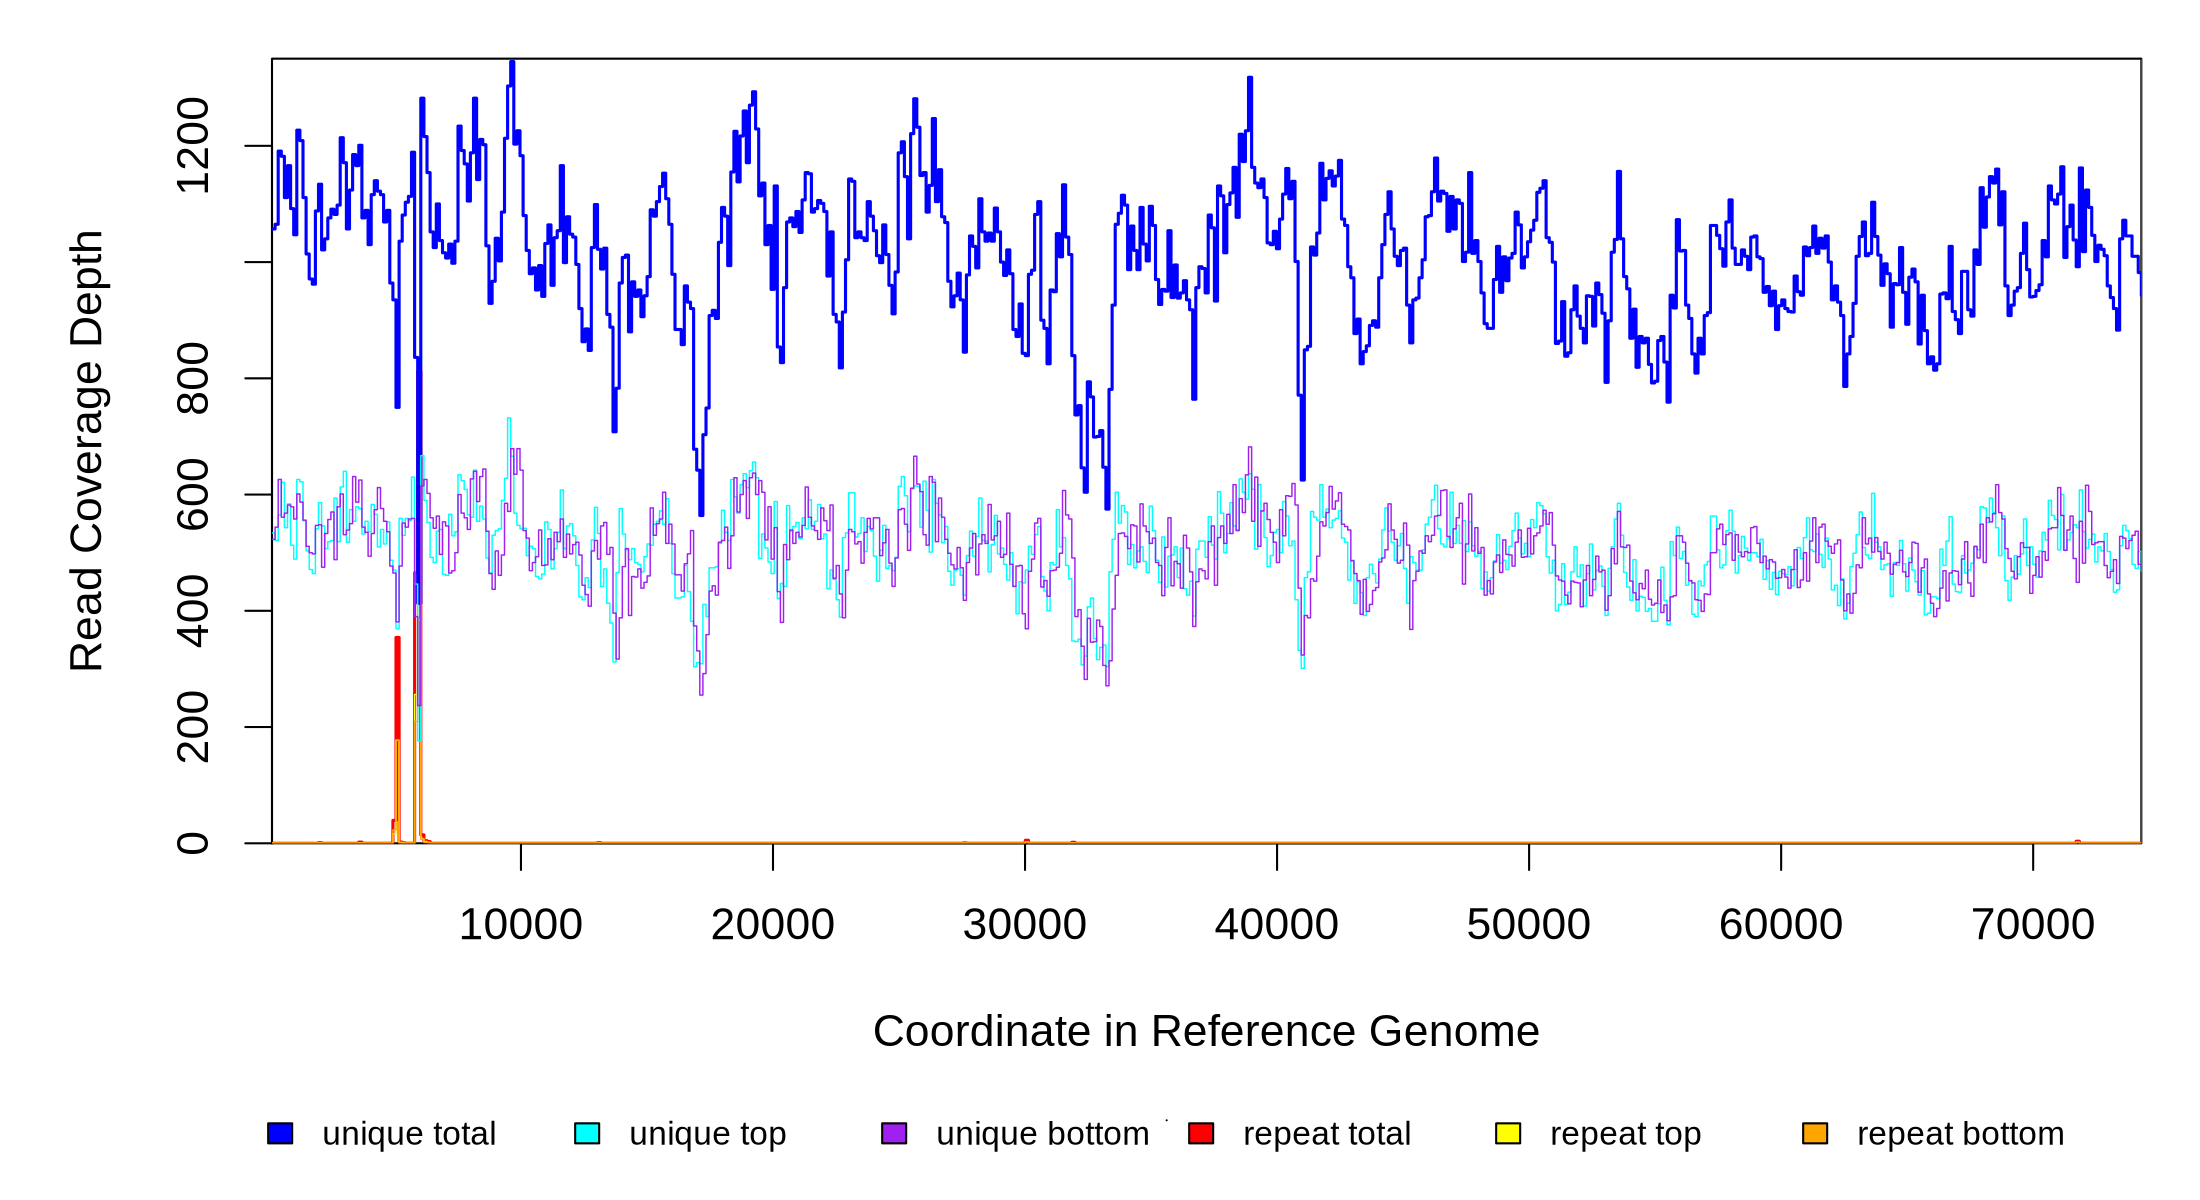 Read Coverage Depth
1200
800
600
400
200
0
10000 20000 30000 40000 50000 60000 70000
Coordinate in Reference Genome
unique total unique top unique bottom repeat total repeat top repeat bottom